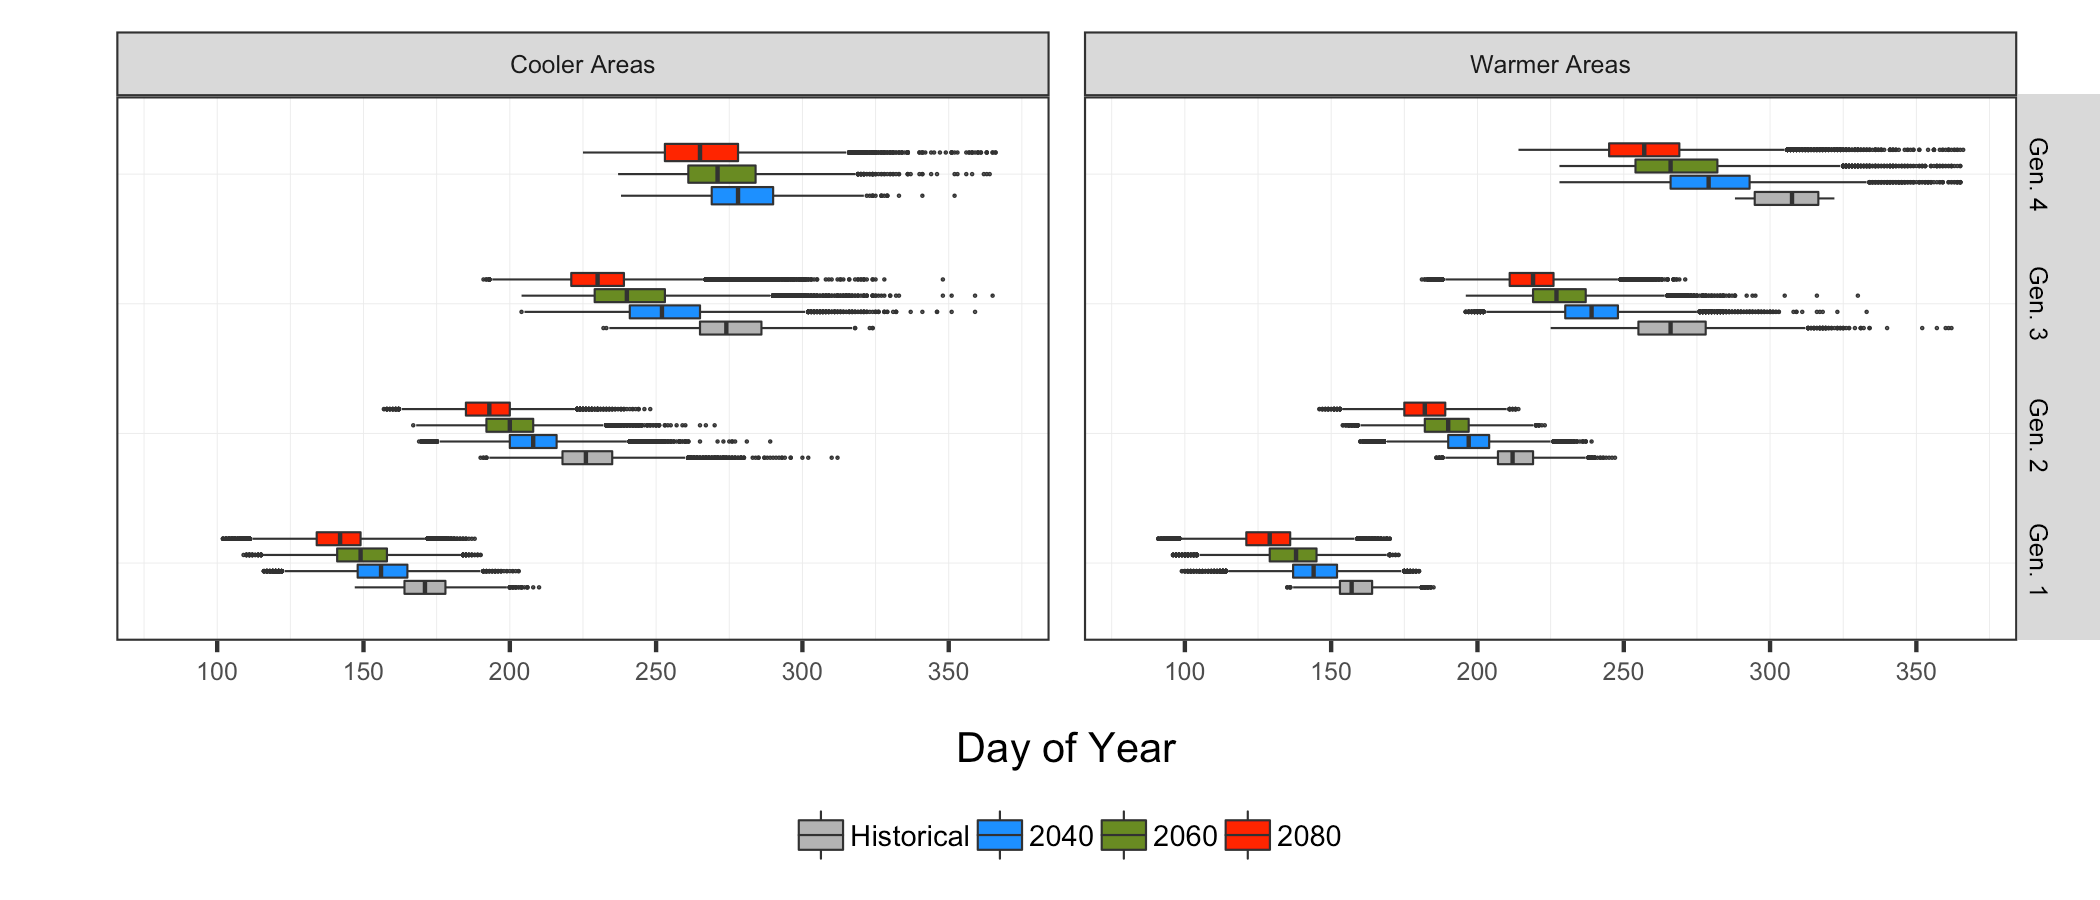 Cooler Areas
Warmer Areas
Gen. 4
Gen. 3
Gen. 2
Gen. 1
100 150 200 250 300 350
100 150 200 250 300 350
Day of Year
Historical 2040 2060 2080